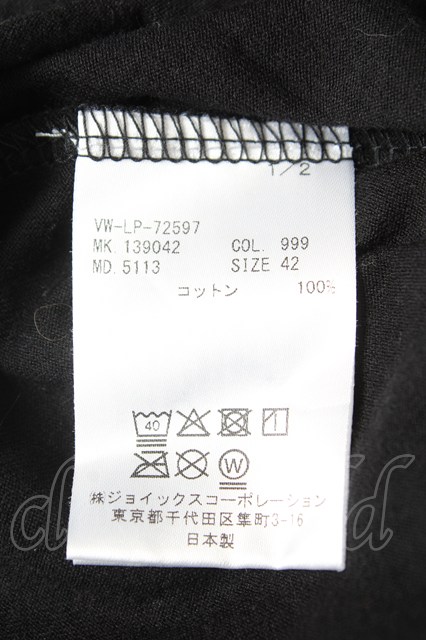 1/2
VW-LP-72597
MK. 139042 COL. 999
MD. 5113 SIZE 42
コットン 100%
40
W
㈱ジョイックスコーポレーション
東京都千代田区隼町3-16
日本製